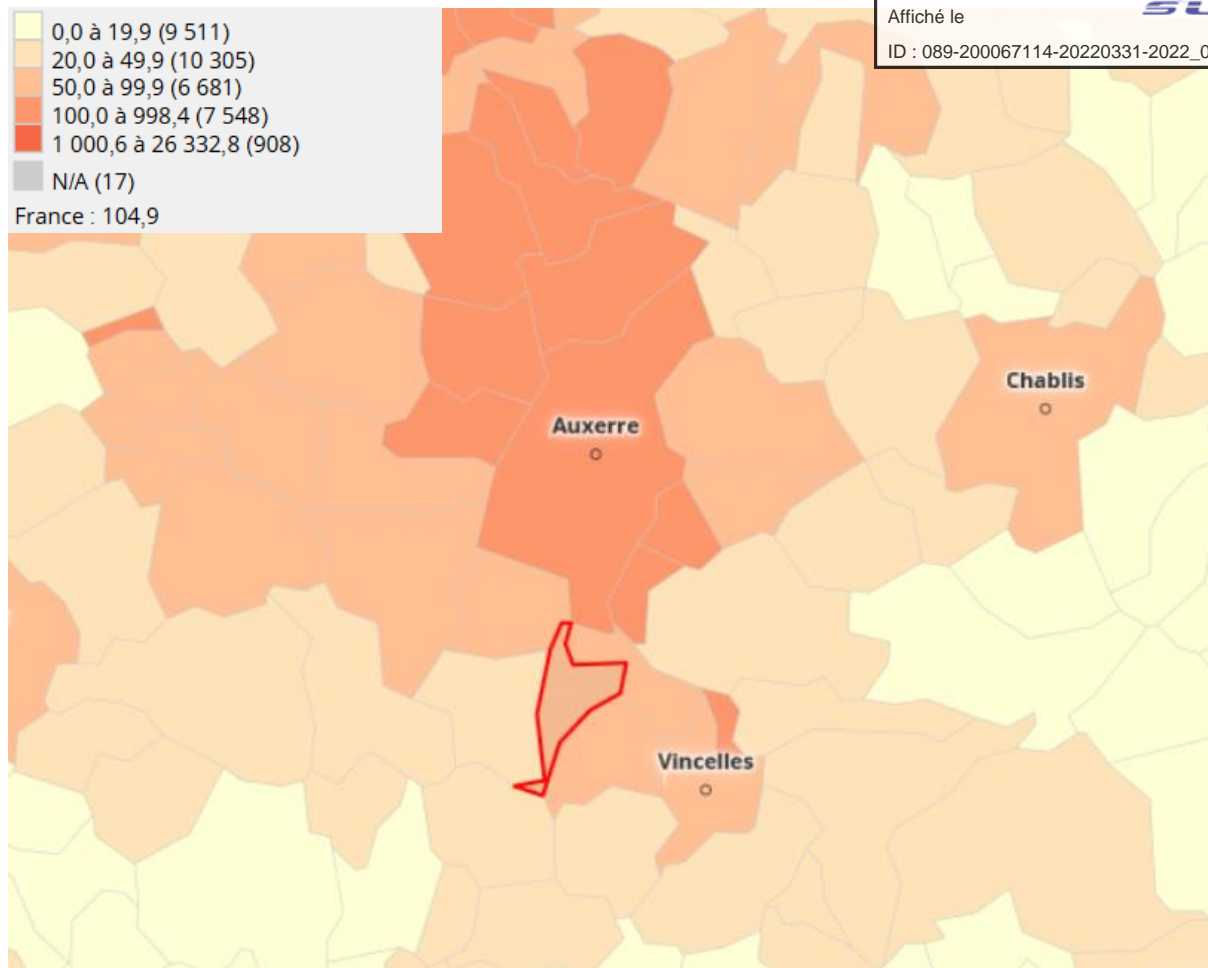 0,0 à 19,9 (9 511)
20,0 à 49,9 (10 305)
50,0 à 99,9 (6 681)
100,0 à 998,4 (7 548)
1 000,6 à 26 332,8 (908)
N/A (17)
France : 104,9
Affiché le
ID : 089-200067114-20220331-2022_0
Chablis
Auxerre
Vincelles